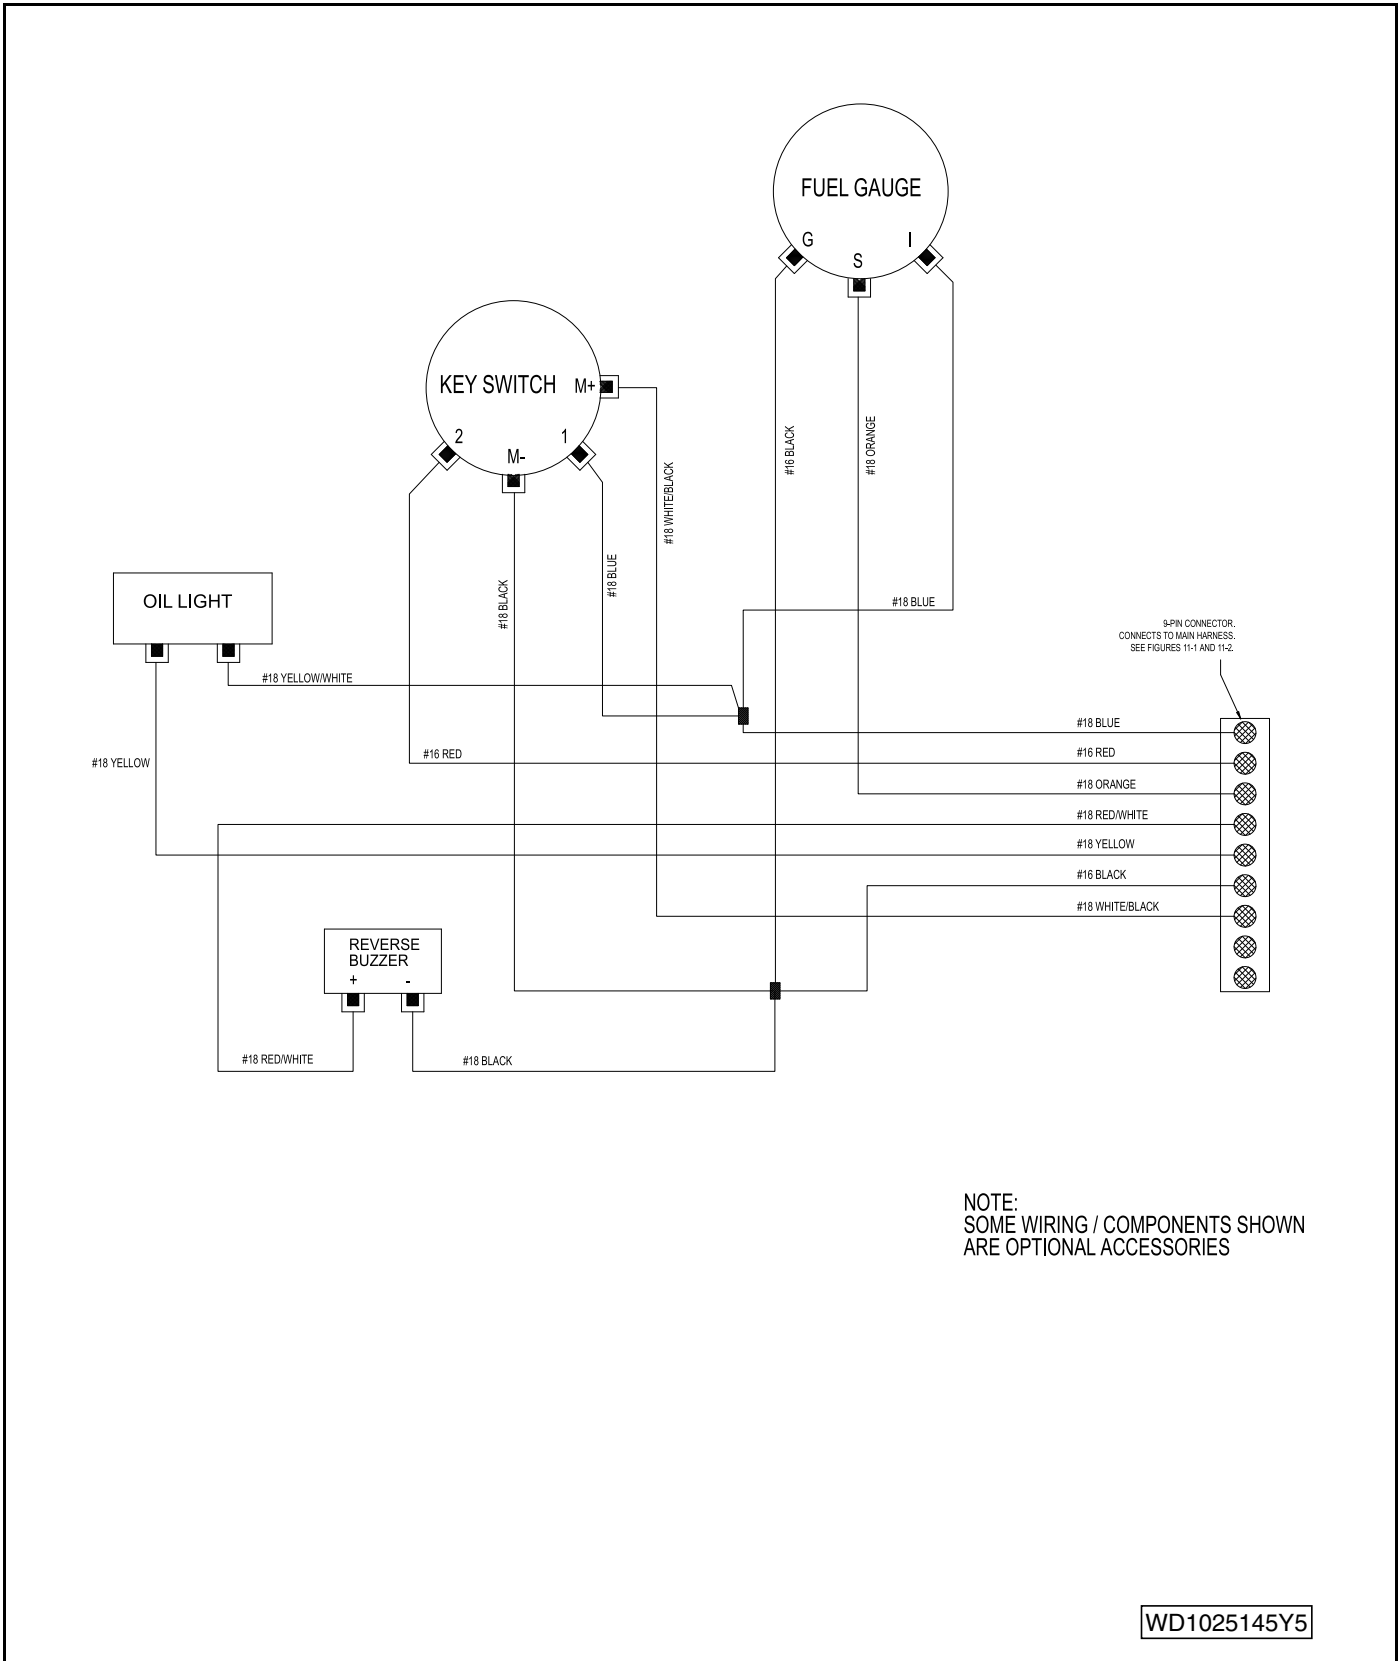 FUEL GAUGE
G
S
I
KEY SWITCH
M+
2
M-
1
#16 BLACK
#18 ORANGE
#18 WHITE/BLACK
#18 BLUE
#18 BLACK
OIL LIGHT
#18 BLUE
9-PIN CONNECTOR.
CONNECTS TO MAIN HARNESS.
SEE FIGURES 11-1 AND 11-2.
#18 YELLOW/WHITE
#18 BLUE
#16 RED
#16 RED
#18 YELLOW
#18 ORANGE
#18 RED/WHITE
#18 YELLOW
#16 BLACK
#18 WHITE/BLACK
REVERSE
BUZZER
+
-
#18 RED/WHITE
#18 BLACK
NOTE:
SOME WIRING / COMPONENTS SHOWN
ARE OPTIONAL ACCESSORIES
WD1025145Y5